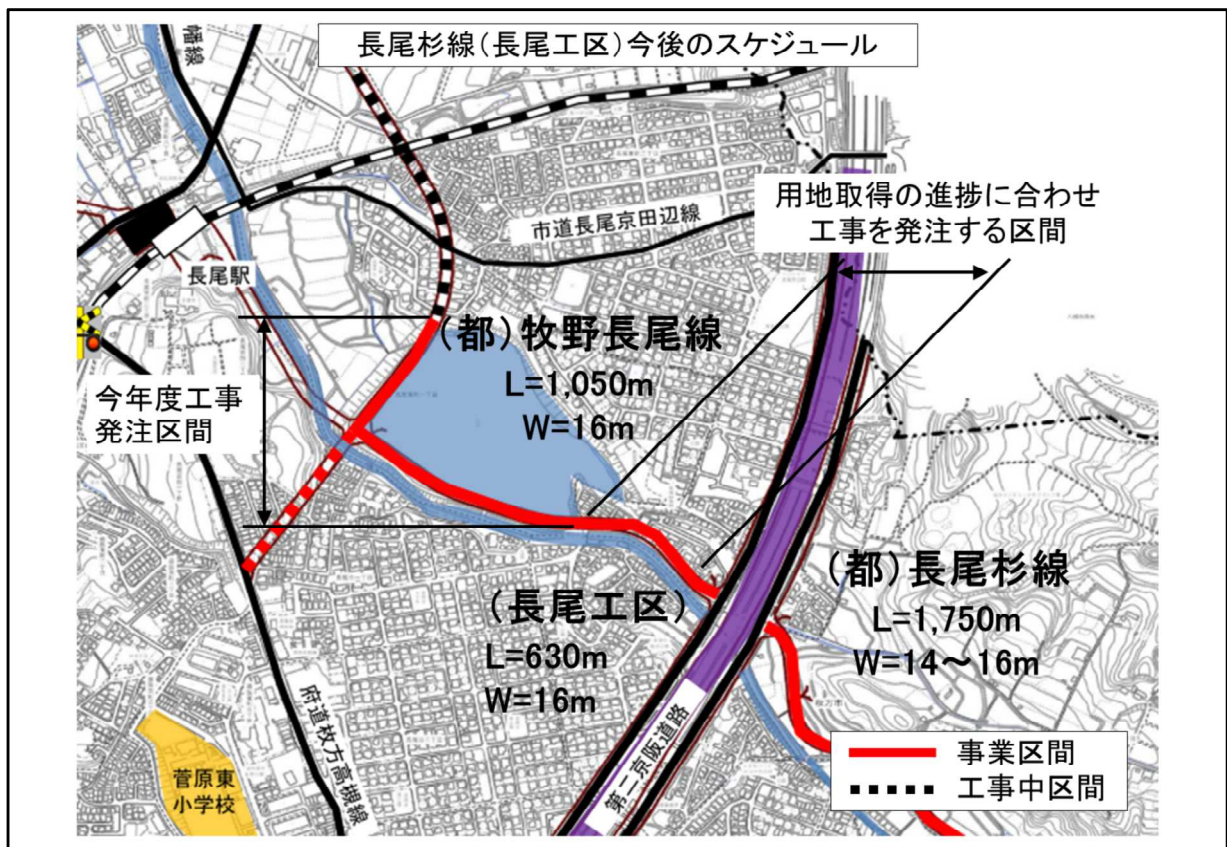 長尾杉線(長尾工区)今後のスケジュール
幡線
用地取得の進捗に合わせ
工事を発注する区間
市道長尾京田辺線
長尾駅
(都)牧野長尾線
L=1,050m
W=16m
今年度工事
発注区間
(都)長尾杉線
L=1,750m
W=14～16m
(長尾工区)
L=630m
W=16m
枚方市
第二京阪道路
府道枚方高槻線
菅原東
小学校
事業区間
工事中区間